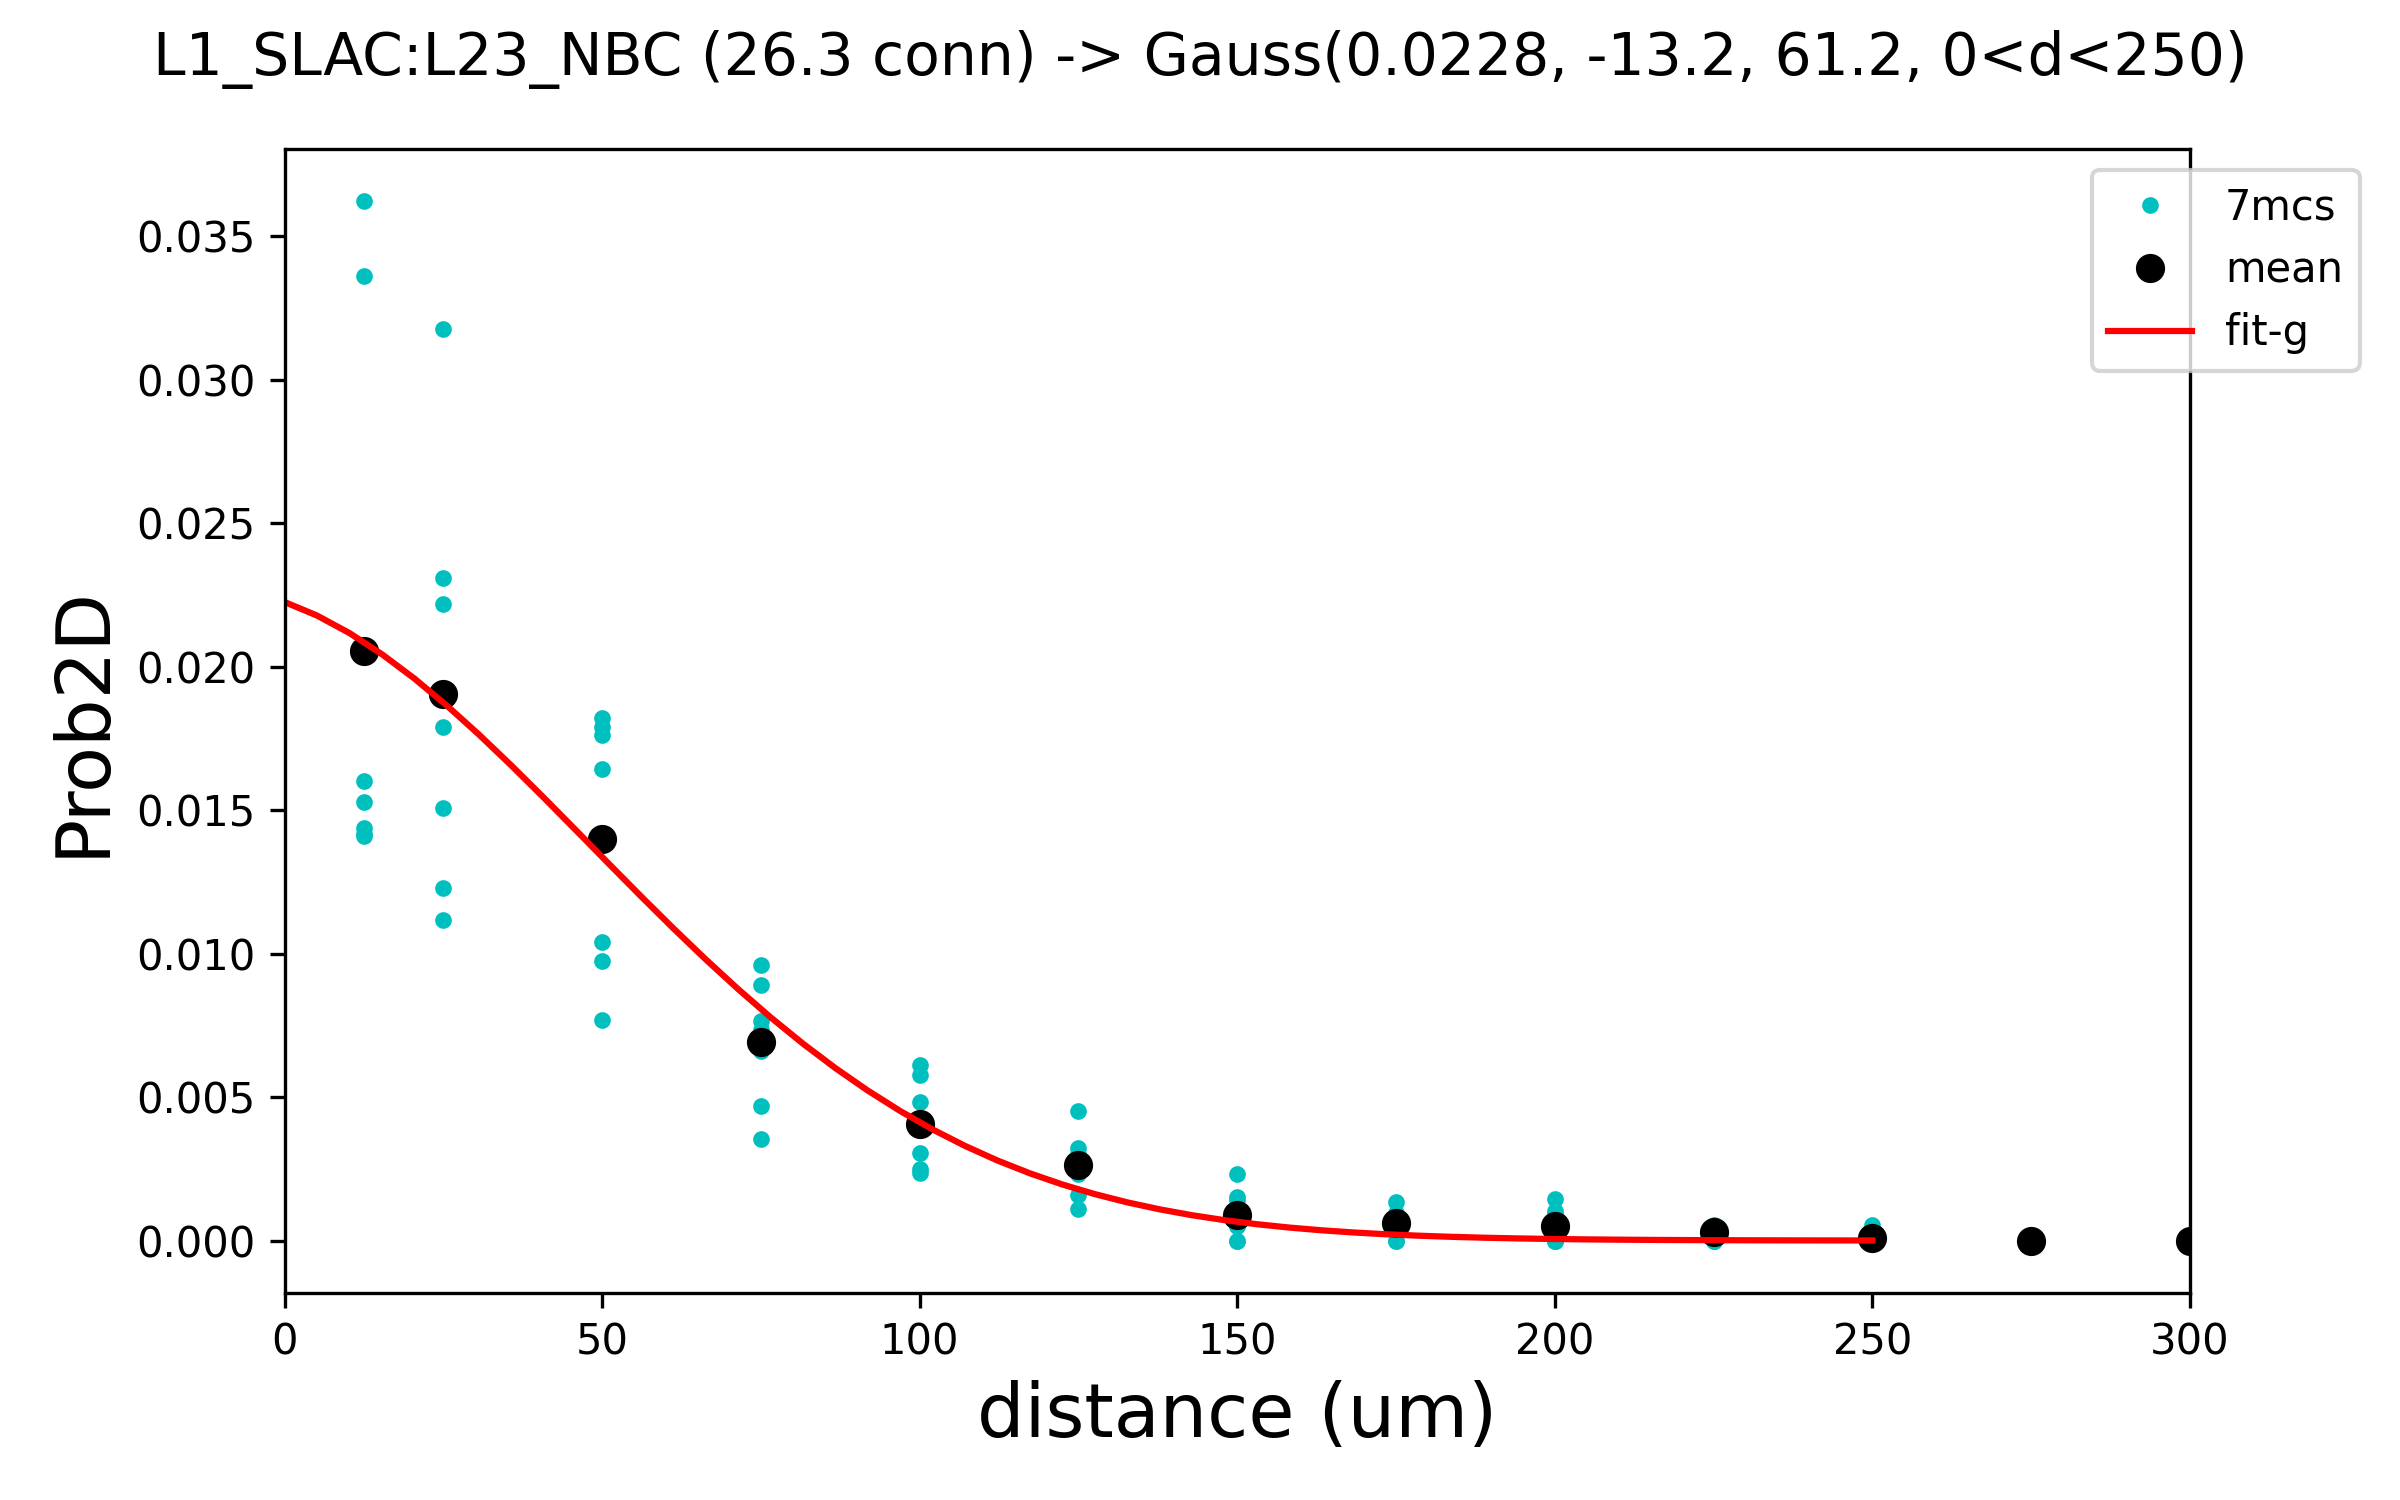 L1_SLAC:L23_NBC (26.3 conn) -> Gauss(0.0228, -13.2, 61.2, 0<d<250)
7mcs
mean
fit-g
Prob2D
0.035
0.030
0.025
0.020
0.015
0.010
0.005
0.000
0 50 100 150 200 250 300
distance (um)